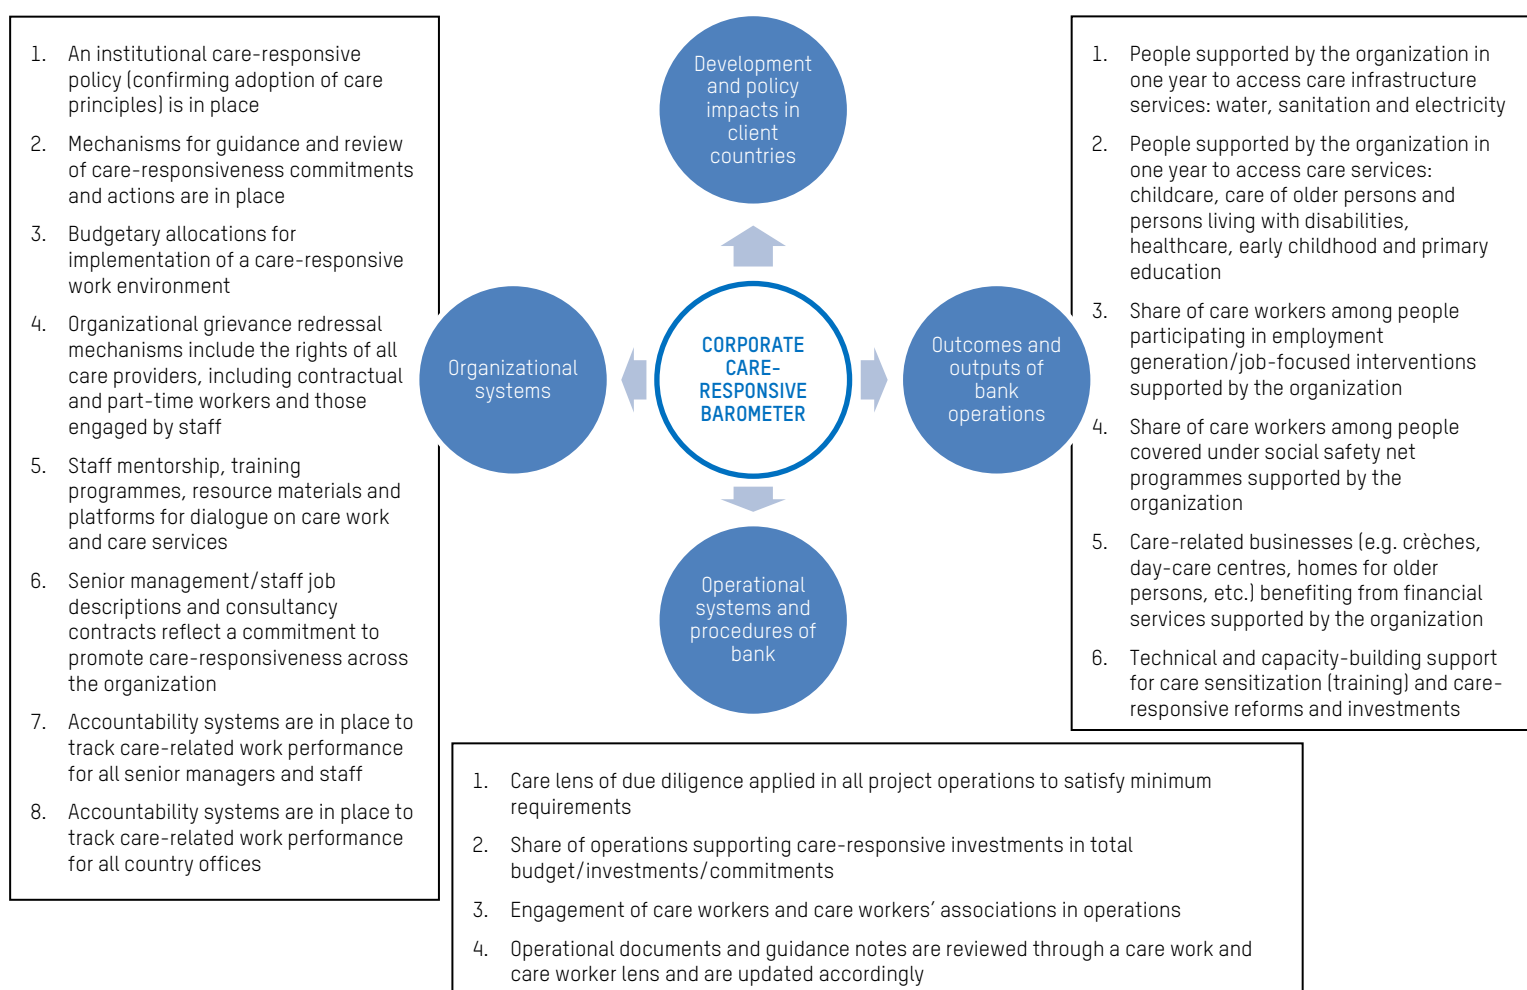 1. An institutional care-responsive
policy (confirming adoption of care
principles) is in place
2. Mechanisms for guidance and review
of care-responsiveness commitments
and actions are in place
3. Budgetary allocations for
implementation of a care-responsive
work environment
4. Organizational grievance redressal
mechanisms include the rights of all
care providers, including contractual
and part-time workers and those
engaged by staff
5. Staff mentorship, training
programmes, resource materials and
platforms for dialogue on care work
and care services
6. Senior management/staff job
descriptions and consultancy
contracts reflect a commitment to
promote care-responsiveness across
the organization
7. Accountability systems are in place to
track care-related work performance
for all senior managers and staff
8. Accountability systems are in place to
track care-related work performance
for all country offices
Development
and policy
impacts in
client
countries
Organizational
systems
CORPORATE
CARE-
RESPONSIVE
BAROMETER
Outcomes and
outputs of
bank
operations
Operational
systems and
procedures of
bank
1. People supported by the organization in
one year to access care infrastructure
services: water, sanitation and electricity
2. People supported by the organization in
one year to access care services:
childcare, care of older persons and
persons living with disabilities,
healthcare, early childhood and primary
education
3. Share of care workers among people
participating in employment
generation/job-focused interventions
supported by the organization
4. Share of care workers among people
covered under social safety net
programmes supported by the
organization
5. Care-related businesses (e.g. crèches,
day-care centres, homes for older
persons, etc.) benefiting from financial
services supported by the organization
6. Technical and capacity-building support
for care sensitization (training) and care-
responsive reforms and investments
1. Care lens of due diligence applied in all project operations to satisfy minimum
requirements
2. Share of operations supporting care-responsive investments in total
budget/investments/commitments
3. Engagement of care workers and care workers’ associations in operations
4. Operational documents and guidance notes are reviewed through a care work and
care worker lens and are updated accordingly